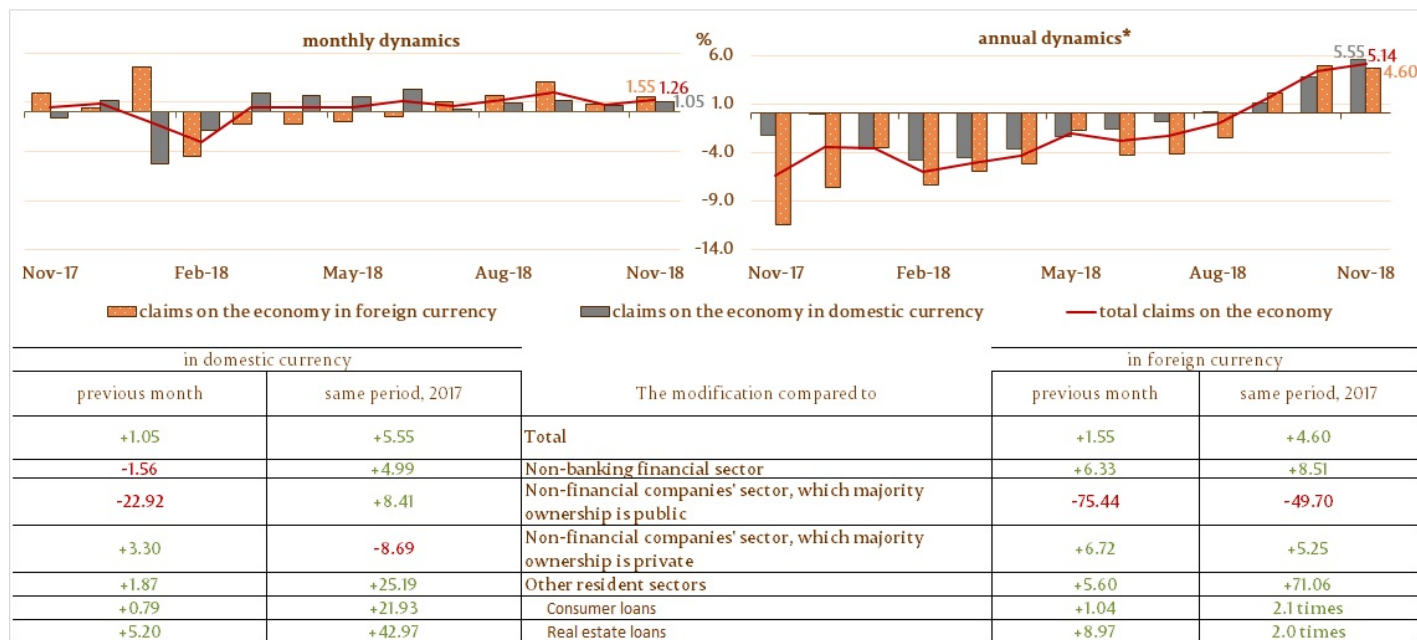 monthly dynamics
%
annual dynamics*
6.0
1.0
-4.0
-9.0
-14.0
1.55
1.26
1.05
5.55
5.14
4.60
Nov-17
Feb-18
May-18
Aug-18
Nov-18
Nov-17
Feb-18
May-18
Aug-18
Nov-18
claims on the economy in foreign currency
claims on the economy in domestic currency
total claims on the economy
in domestic currency
in foreign currency
previous month
same period, 2017
The modification compared to
previous month
same period, 2017
+1.05
+5.55
Total
+1.55
+4.60
-1.56
+4.99
Non-banking financial sector
+6.33
+8.51
-22.92
+8.41
Non-financial companies' sector, which majority
ownership is public
-75.44
-49.70
+3.30
-8.69
Non-financial companies' sector, which majority
ownership is private
+6.72
+5.25
+1.87
+25.19
Other resident sectors
+5.60
+71.06
+0.79
+21.93
Consumer loans
+1.04
2.1 times
+5.20
+42.97
Real estate loans
+8.97
2.0 times